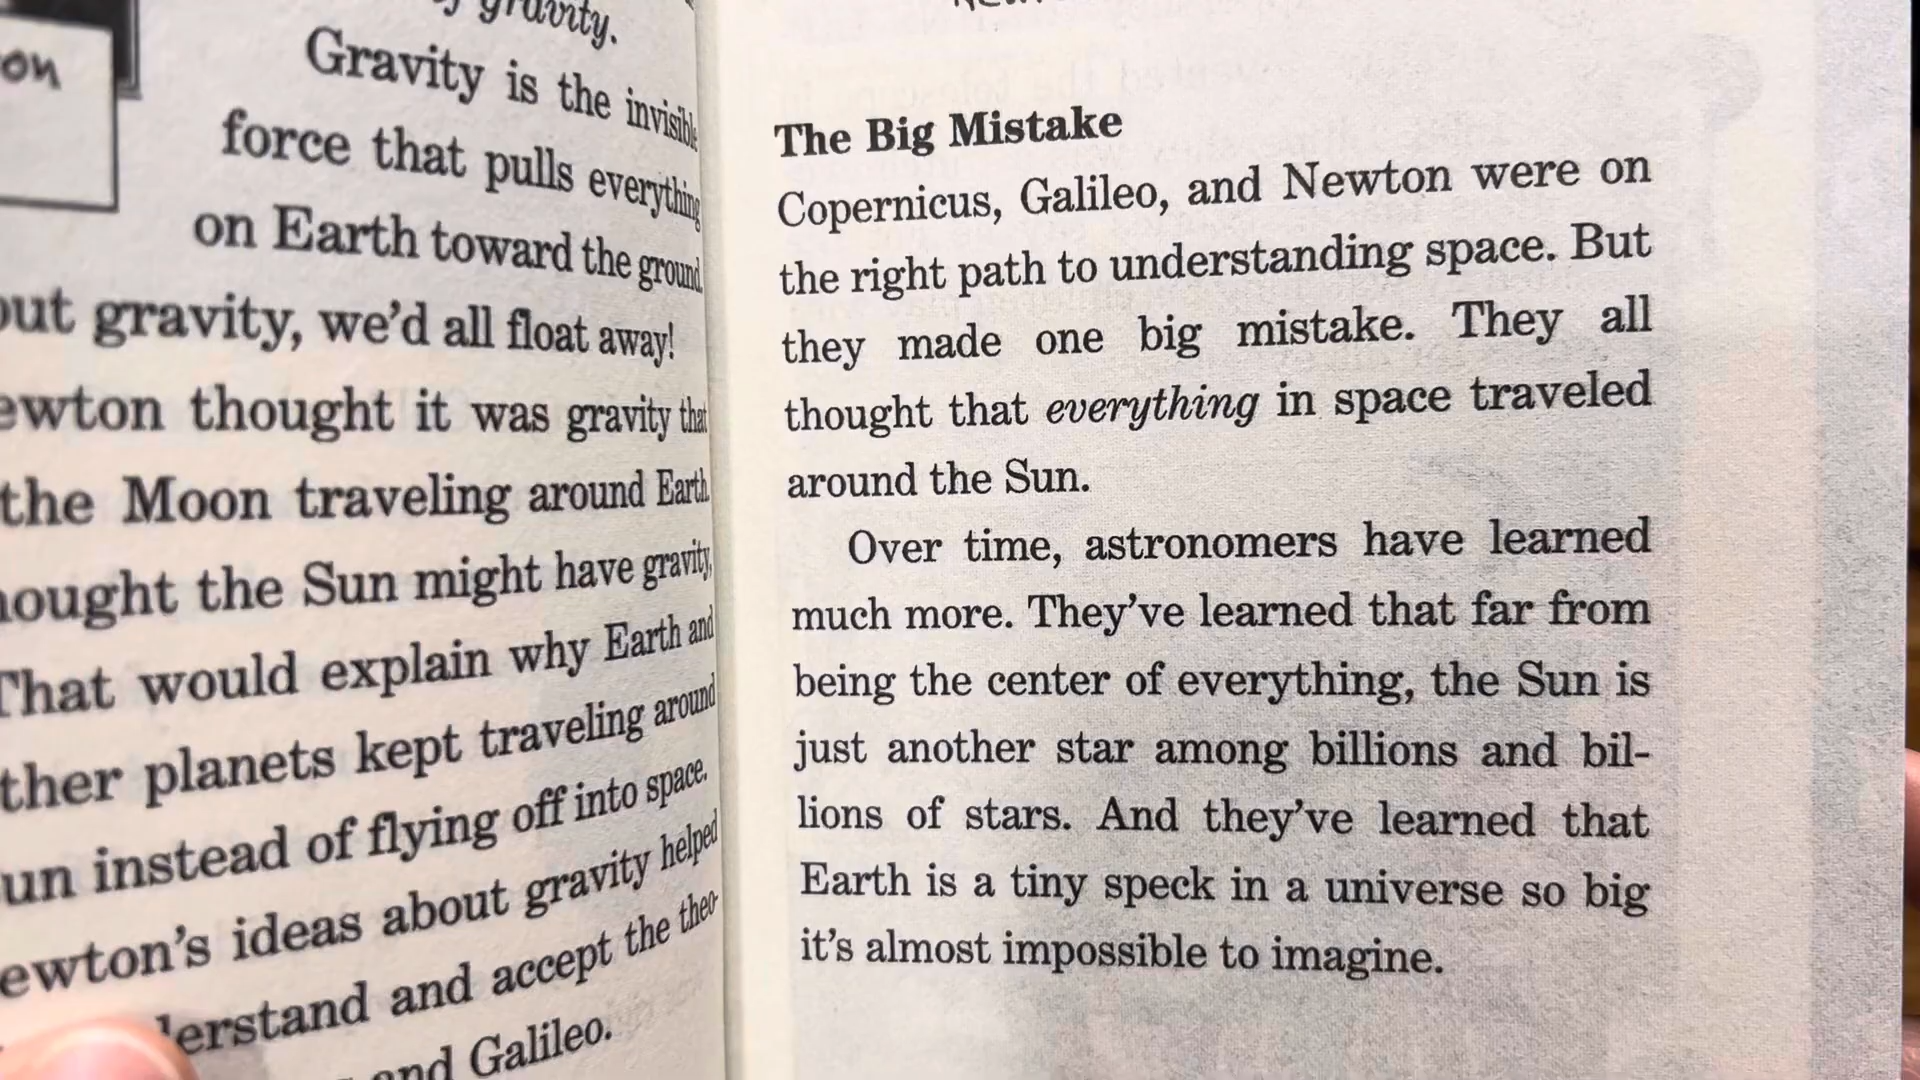 on
gravity.
Gravity is the invisible
force that pulls everything
on Earth toward the ground
out gravity, we'd all float away!
ewton thought it was gravity that
the Moon traveling around Earth.
hought the Sun might have gravity,
That would explain why Earth and
ther planets kept traveling around
un instead of flying off into space.
ewton's ideas about gravity helped
derstand and accept the theo-
and Galileo.
The Big Mistake
Copernicus, Galileo, and Newton were on
the right path to understanding space. But
they made one big mistake. They all
thought that everything in space traveled
around the Sun.
Over time, astronomers have learned
much more. They've learned that far from
being the center of everything, the Sun is
just another star among billions and bil-
lions of stars. And they've learned that
Earth is a tiny speck in a universe so big
it's almost impossible to imagine.